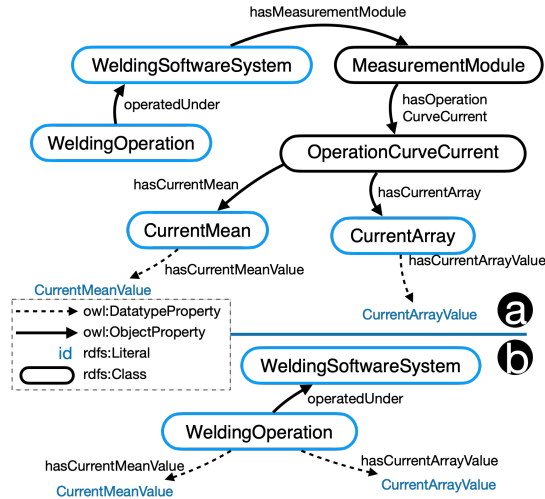 hasMeasurementModule
WeldingSoftwareSystem
MeasurementModule
operatedUnder
hasOperation
CurveCurrent
WeldingOperation
OperationCurveCurrent
hasCurrentMean
hasCurrentArray
CurrentMean
CurrentArray
hasCurrentMeanValue
hasCurrentArrayValue
CurrentMeanValue
CurrentArrayValue
a
owl:DatatypeProperty
owl:ObjectProperty
id rdfs:Literal
rdfs:Class
b
WeldingSoftwareSystem
operatedUnder
WeldingOperation
hasCurrentMeanValue
hasCurrentArrayValue
CurrentMeanValue
CurrentArrayValue